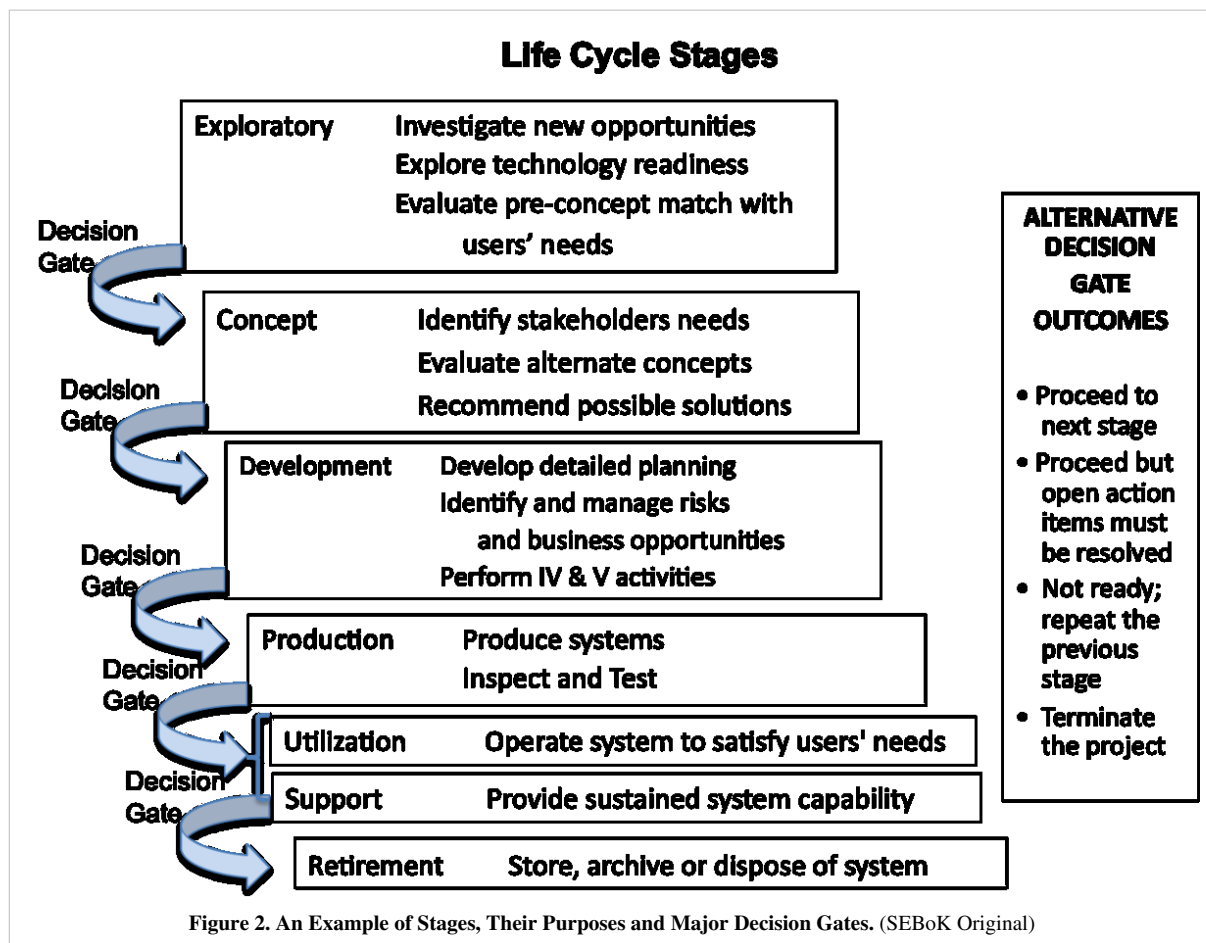 Life Cycle Stages
Exploratory Investigate new opportunities
Explore technology readiness
Evaluate pre-concept match with
users' needs
Decision
Gate
Concept Identify stakeholders needs
Evaluate alternate concepts
Recommend possible solutions
Decision
Gate
Development Develop detailed planning
Identify and manage risks
and business opportunities
Perform IV & V activities
Decision
Gate
Production Produce systems
Inspect and Test
Decision
Gate
Utilization Operate system to satisfy users' needs
Decision
Gate
Support Provide sustained system capability
Retirement Store, archive or dispose of system
ALTERNATIVE
DECISION
GATE
OUTCOMES
• Proceed to
next stage
• Proceed but
open action
items must
be resolved
• Not ready;
repeat the
previous
stage
• Terminate
the project
Figure 2. An Example of Stages, Their Purposes and Major Decision Gates. (SEBoK Original)